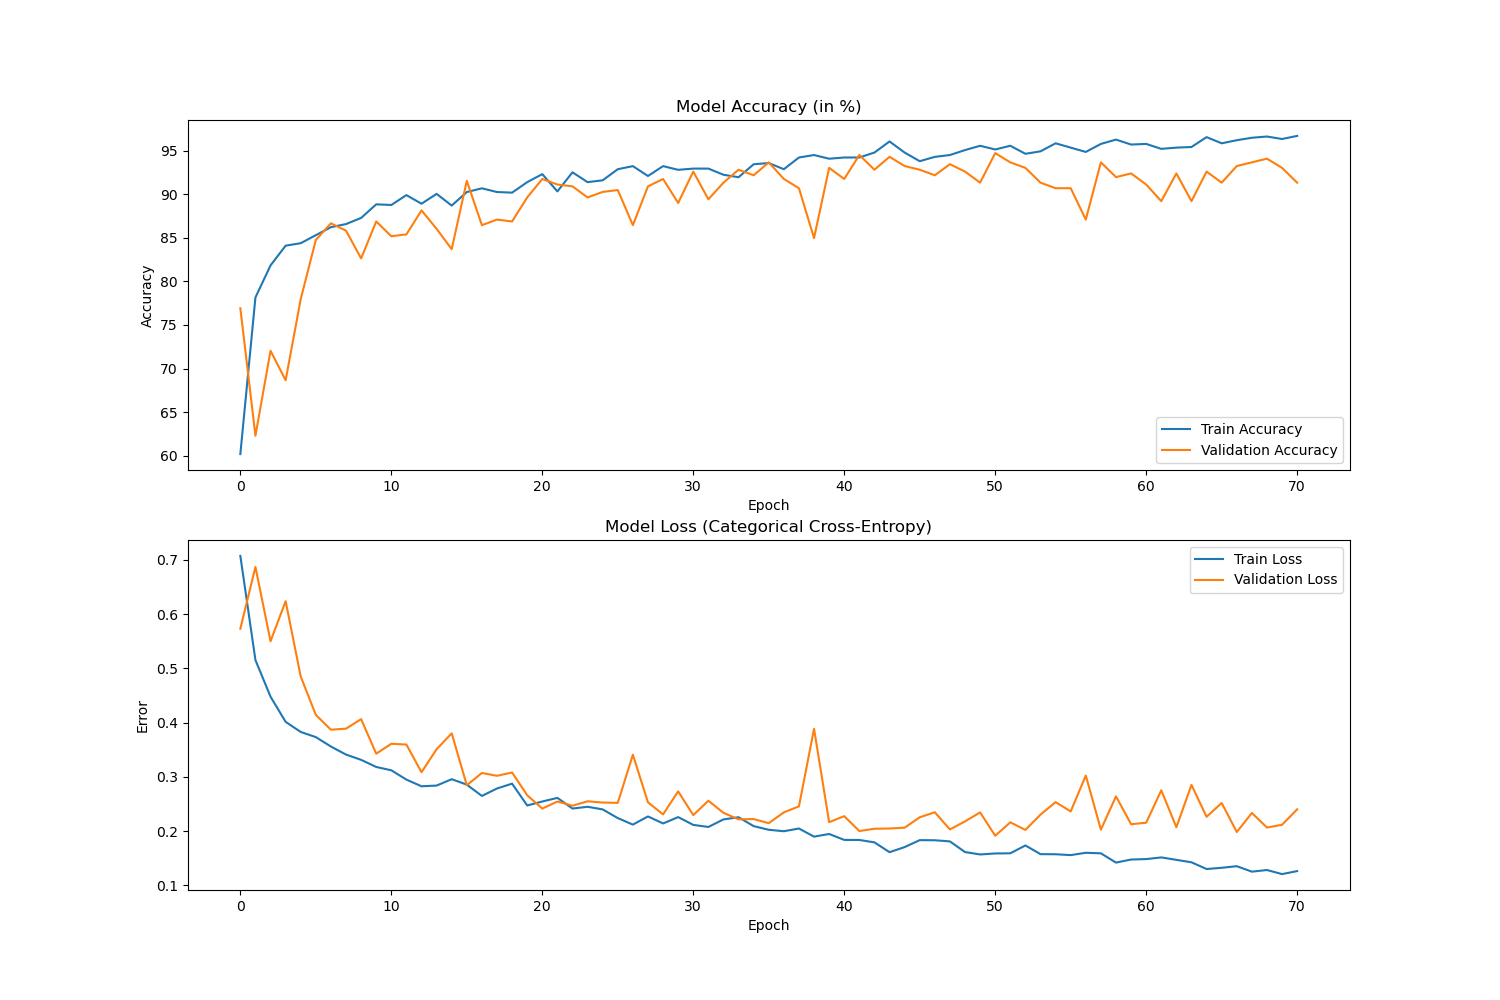 Model Accuracy (in %)
Accuracy
95
90
85
80
75
70
65
60
Train Accuracy
Validation Accuracy
0 10 20 30 40 50 60 70
Epoch
Model Loss (Categorical Cross-Entropy)
Error
0.7
0.6
0.5
0.4
0.3
0.2
0.1
Train Loss
Validation Loss
0 10 20 30 40 50 60 70
Epoch